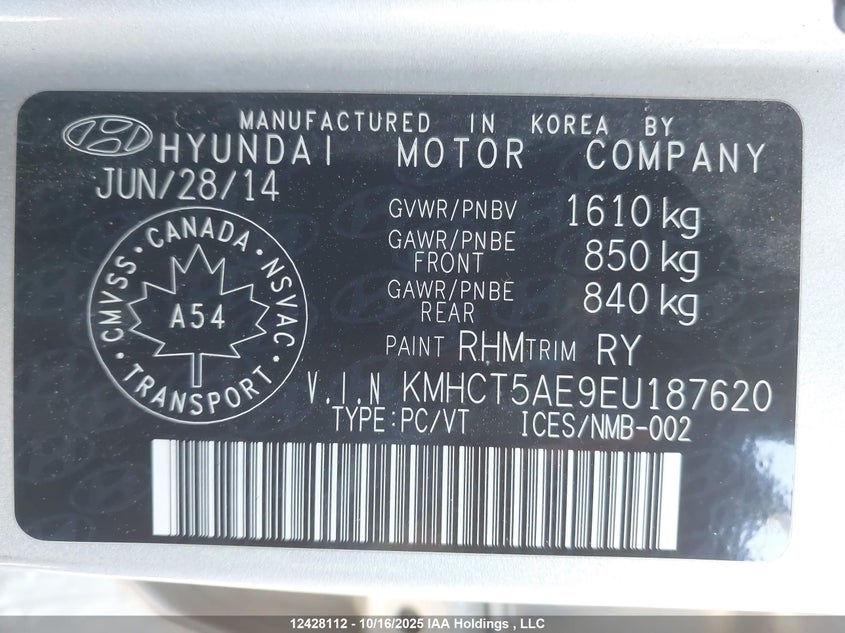 MANUFACTURED IN KOREA BY
HYUNDAI MOTOR COMPANY
JUN/28/14
GVWR/PNBV 1610 kg
GAWR/PNBE FRONT 850 kg
GAWR/PNBE REAR 840 kg
CMVSS · CANADA · NSVAC · TRANSPORT ·
A54
PAINT RHM TRIM RY
V.I.N KMHCT5AE9EU187620
TYPE:PC/VT ICES/NMB-002
12428112 - 10/16/2025 IAA Holdings , LLC